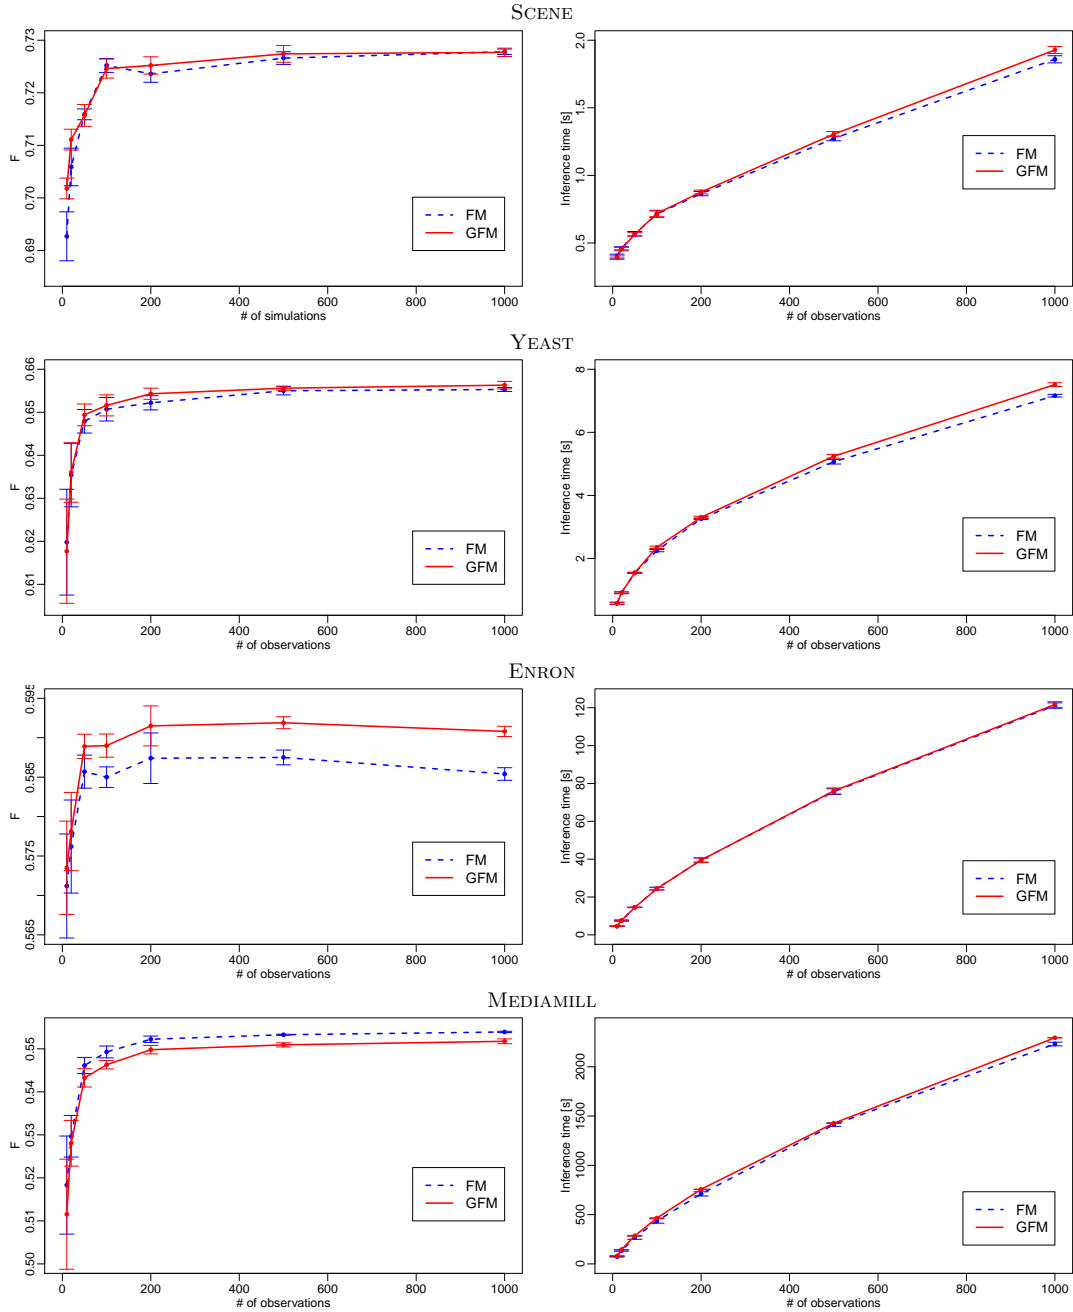 SCENE
0.73
0.72
0.71
0.70
0.69
F
FM
GFM
0
200
400
600
800
1000
# of simulations
2.0
1.5
1.0
0.5
Inference time [s]
FM
GFM
0
200
400
600
800
1000
# of observations
YEAST
0.66
0.65
0.64
0.63
0.62
0.61
F
FM
GFM
0
200
400
600
800
1000
# of observations
8
6
4
2
Inference time [s]
FM
GFM
0
200
400
600
800
1000
# of observations
ENRON
0.595
0.585
0.575
0.565
F
FM
GFM
0
200
400
600
800
1000
# of observations
120
100
80
60
40
20
0
Inference time [s]
FM
GFM
0
200
400
600
800
1000
# of observations
MEDIAMILL
0.55
0.54
0.53
0.52
0.51
0.50
F
FM
GFM
0
200
400
600
800
1000
# of observations
2000
1500
1000
500
0
Inference time [s]
FM
GFM
0
200
400
600
800
1000
# of observations